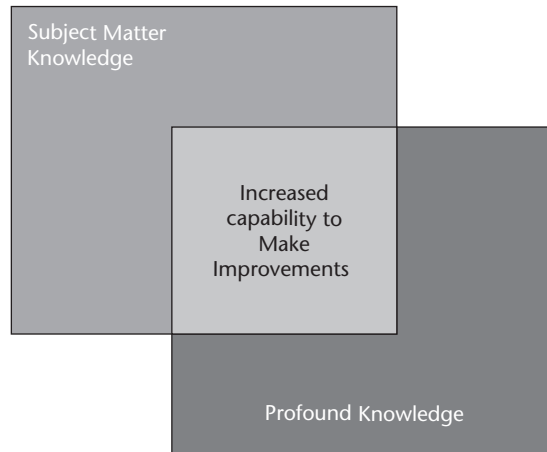 Subject Matter
Knowledge
Increased
capability to
Make
Improvements
Profound Knowledge